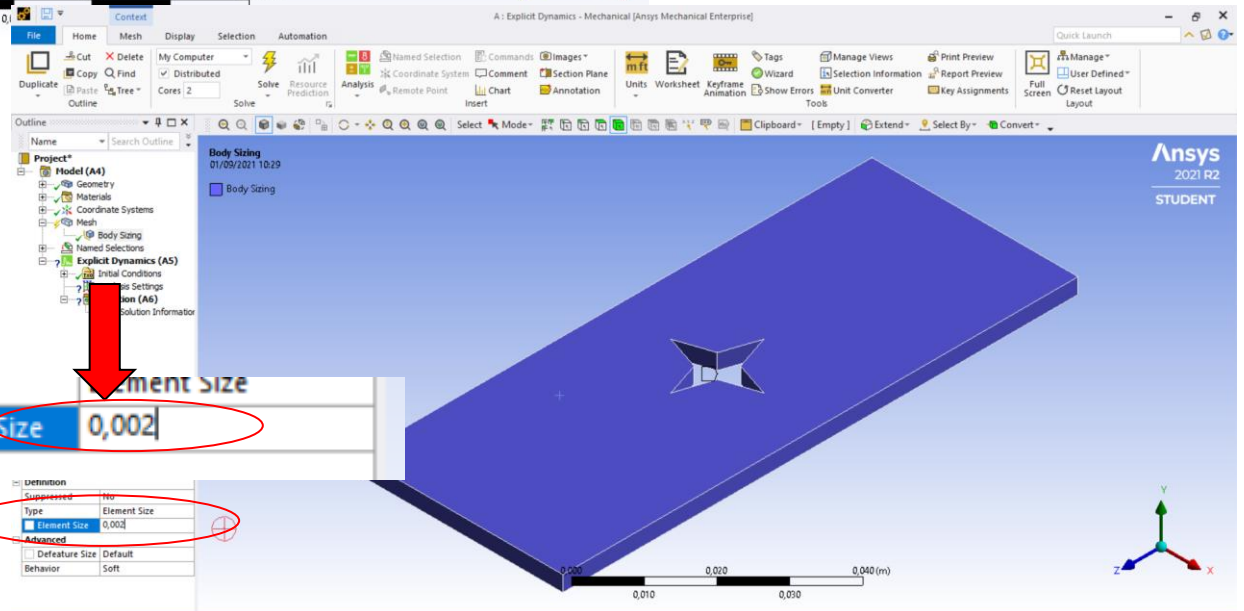 0,
Context
A : Explicit Dynamics - Mechanical [Ansys Mechanical Enterprise]
File Home Mesh Display Selection Automation Quick Launch
Duplicate
Cut
Copy
Paste
Delete
Find
Tree
Outline
My Computer
Distributed
Cores 2
Solve
Resource Prediction
Solve
Analysis
Named Selection
Coordinate System
Remote Point
Commands
Comment
Chart
Images
Section Plane
Annotation
Insert
m ft
Units
Worksheet
Keyframe Animation
Tags
Wizard
Show Errors
Manage Views
Selection Information
Unit Converter
Print Preview
Report Preview
Key Assignments
Tools
Full Screen
Manage
User Defined
Reset Layout
Layout
Outline
Select Mode Clipboard [ Empty ] Extend Select By Convert
Name Search Outline
Project*
Model (A4)
Geometry
Materials
Coordinate Systems
Mesh
Body Sizing
Named Selections
Explicit Dynamics (A5)
Initial Conditions
sis Settings
tion (A6)
Solution Information
Body Sizing
01/09/2021 10:29
Body Sizing
Ansys
2021 R2
STUDENT
Element Size
Size 0,002
Definition
Suppressed No
Type Element Size
Element Size 0,002
Advanced
Defeature Size Default
Behavior Soft
0,000 0,020 0,040 (m)
0,010 0,030
Y
Z X